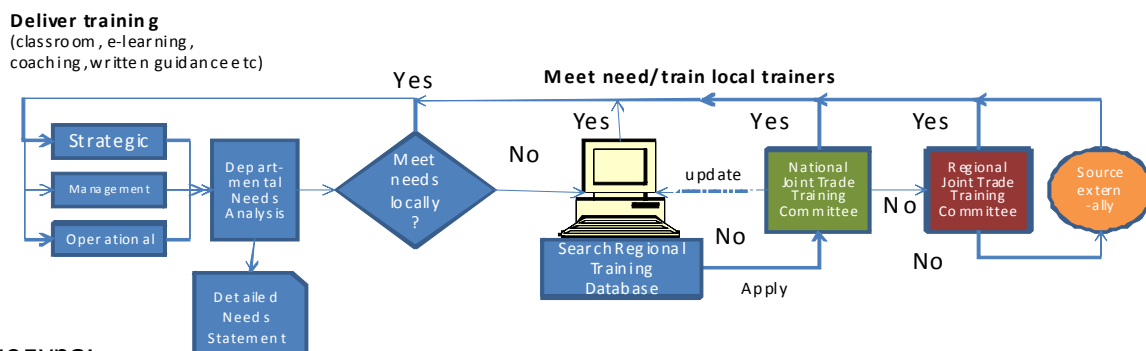 Deliver training
(classroom, e-learning,
coaching,written guidance etc)
Yes
Meet need/train local trainers
Strategic
Management
Operational
Depart-
mental
Needs
Analysis
Detailed
Needs
Statement
Meet
needs
locally
?
No
Yes
Search Regional
Training
Database
update
No
Apply
Yes
National
Joint Trade
Training
Committee
No
Yes
Regional
Joint Trade
Training
Committee
No
Source
extern
-ally